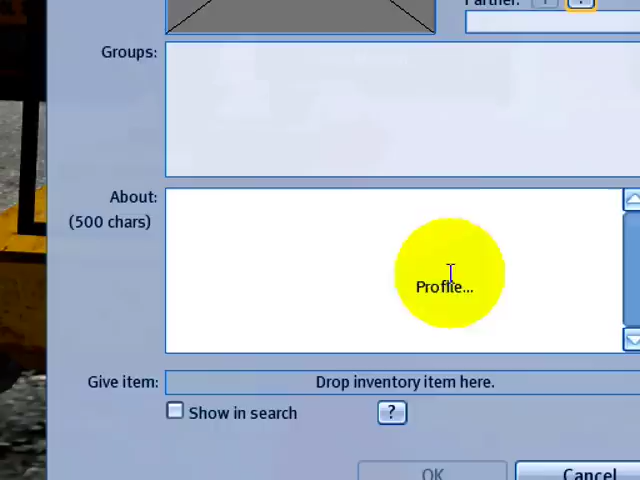 Partner:
?
Groups:
About:
(500 chars)
Profile...
Give item:
Drop inventory item here.
Show in search
?
OK
Cancel